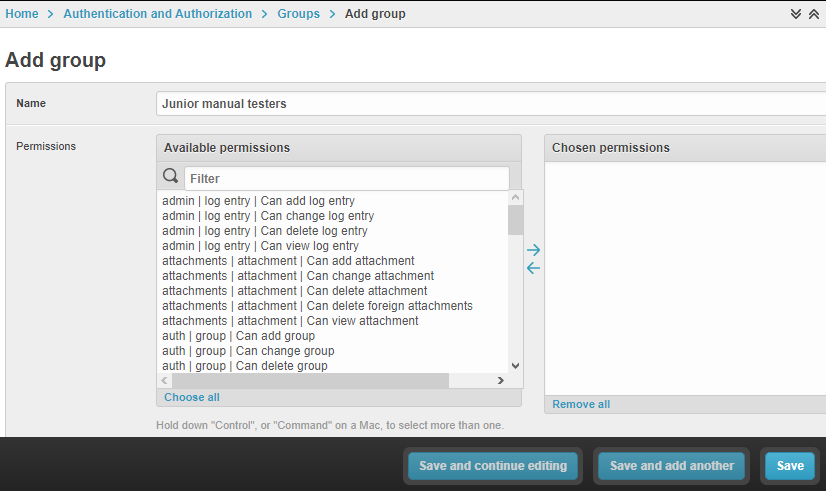 Home > Authentication and Authorization > Groups > Add group
Add group
Name
Junior manual testers
Permissions
Available permissions
Filter
admin | log entry | Can add log entry
admin | log entry | Can change log entry
admin | log entry | Can delete log entry
admin | log entry | Can view log entry
attachments | attachment | Can add attachment
attachments | attachment | Can change attachment
attachments | attachment | Can delete attachment
attachments | attachment | Can delete foreign attachments
attachments | attachment | Can view attachment
auth | group | Can add group
auth | group | Can change group
auth | group | Can delete group
Choose all
Chosen permissions
Remove all
Hold down "Control", or "Command" on a Mac, to select more than one.
Save and continue editing
Save and add another
Save